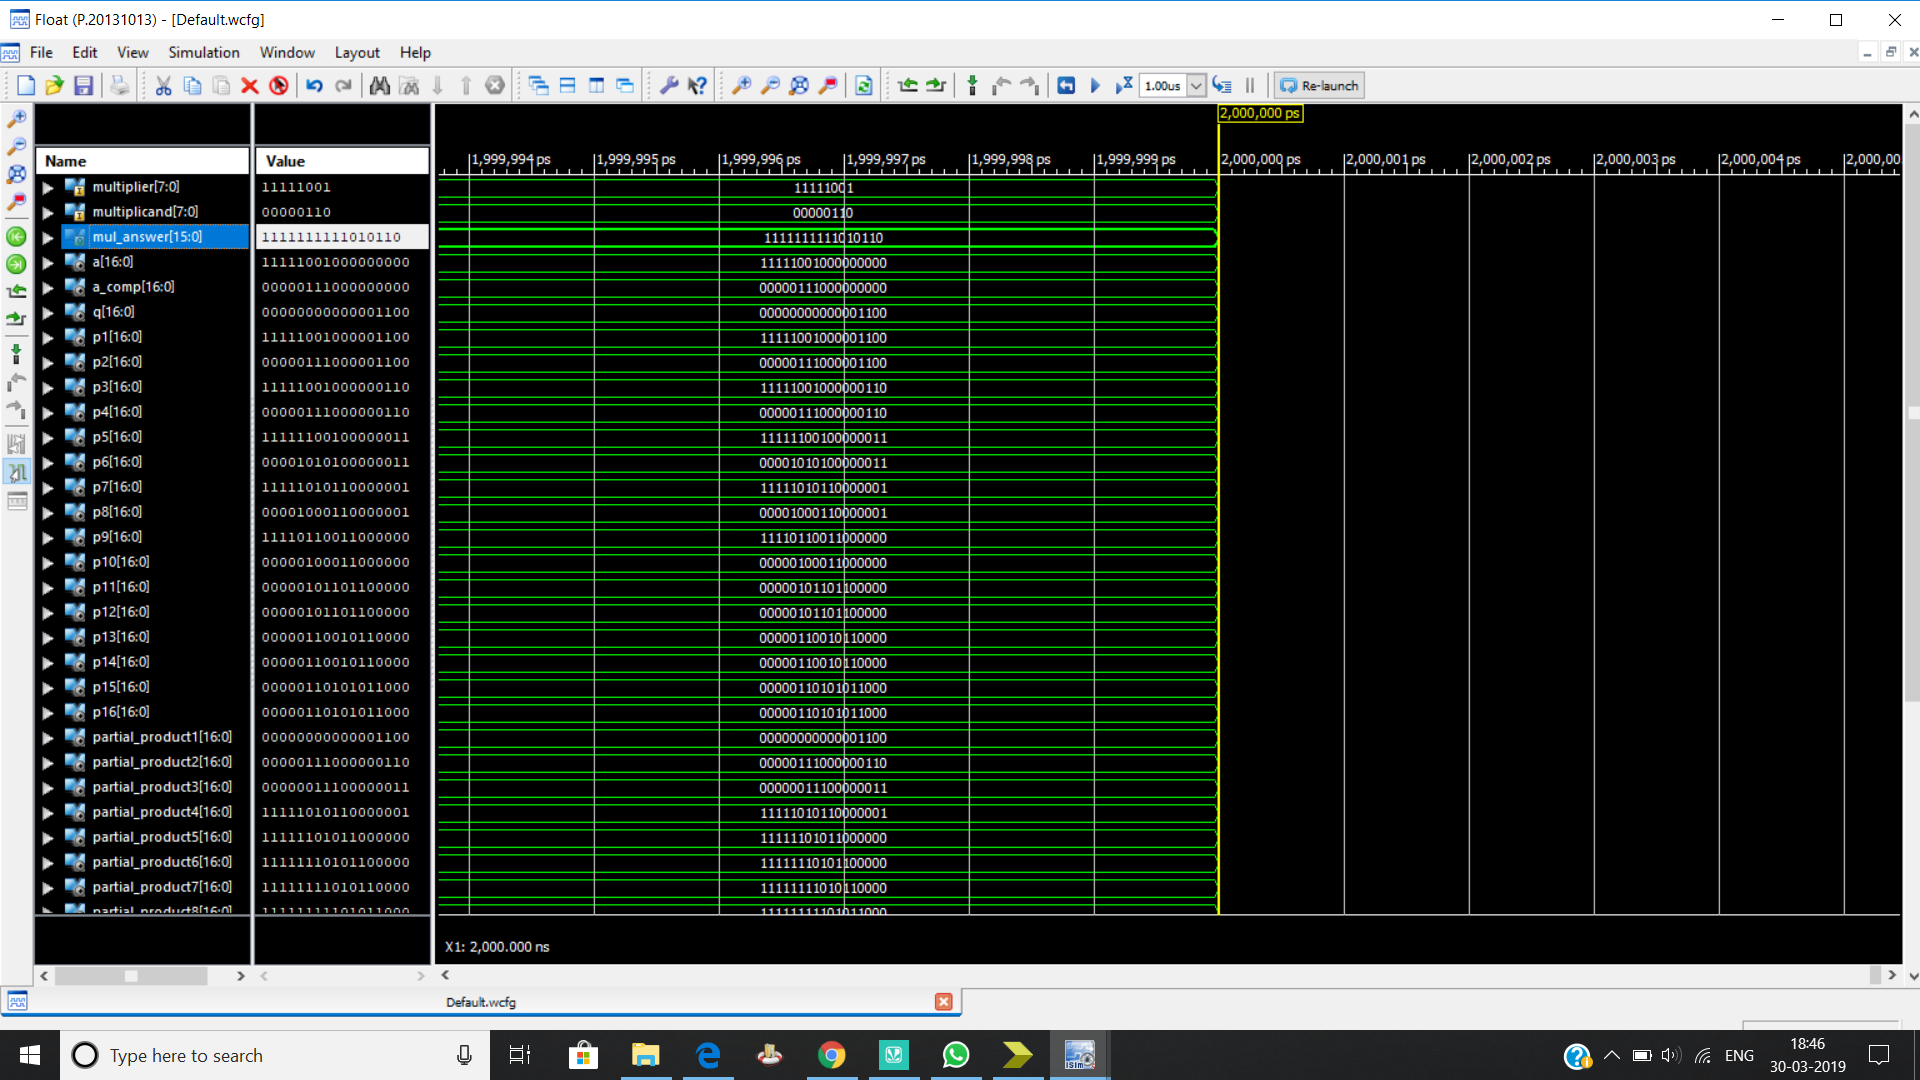 Float (P.20131013) - [Default.wcfg]
File Edit View Simulation Window Layout Help
1.00us Re-launch
2,000,000 ps
Name Value 1,999,994 ps 1,999,995 ps 1,999,996 ps 1,999,997 ps 1,999,998 ps 1,999,999 ps 2,000,000 ps 2,000,001 ps 2,000,002 ps 2,000,003 ps 2,000,004 ps 2,000,00
multiplier[7:0] 11111001 11111001
multiplicand[7:0] 00000110 00000110
mul_answer[15:0] 1111111111010110 1111111111010110
a[16:0] 11111001000000000 11111001000000000
a_comp[16:0] 00000111000000000 00000111000000000
q[16:0] 00000000000001100 00000000000001100
p1[16:0] 11111001000001100 11111001000001100
p2[16:0] 00000111000001100 00000111000001100
p3[16:0] 11111001000000110 11111001000000110
p4[16:0] 00000111000000110 00000111000000110
p5[16:0] 11111100100000011 11111100100000011
p6[16:0] 00001010100000011 00001010100000011
p7[16:0] 11111010110000001 11111010110000001
p8[16:0] 00001000110000001 00001000110000001
p9[16:0] 11110110011000000 11110110011000000
p10[16:0] 00000100011000000 00000100011000000
p11[16:0] 00000101101100000 00000101101100000
p12[16:0] 00000101101100000 00000101101100000
p13[16:0] 00000110010110000 00000110010110000
p14[16:0] 00000110010110000 00000110010110000
p15[16:0] 00000110101011000 00000110101011000
p16[16:0] 00000110101011000 00000110101011000
partial_product1[16:0] 00000000000001100 00000000000001100
partial_product2[16:0] 00000111000000110 00000111000000110
partial_product3[16:0] 00000011100000011 00000011100000011
partial_product4[16:0] 11111010110000001 11111010110000001
partial_product5[16:0] 11111101011000000 11111101011000000
partial_product6[16:0] 11111110101100000 11111110101100000
partial_product7[16:0] 11111111010110000 11111111010110000
partial_product8[16:0] 11111111101011000 11111111101011000
X1: 2,000.000 ns
Default.wcfg
Type here to search
ISim
ENG
18:46
30-03-2019